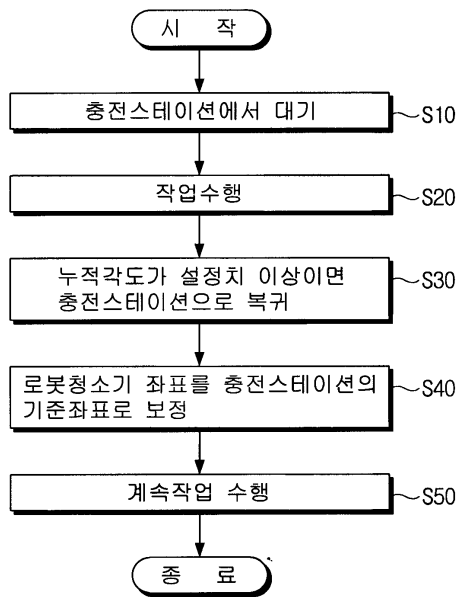 시 작
충전스테이션에서 대기
S10
작업수행
S20
누적각도가 설정치 이상이면
충전스테이션으로 복귀
S30
로봇청소기 좌표를 충전스테이션의
기준좌표로 보정
S40
계속작업 수행
S50
종 료